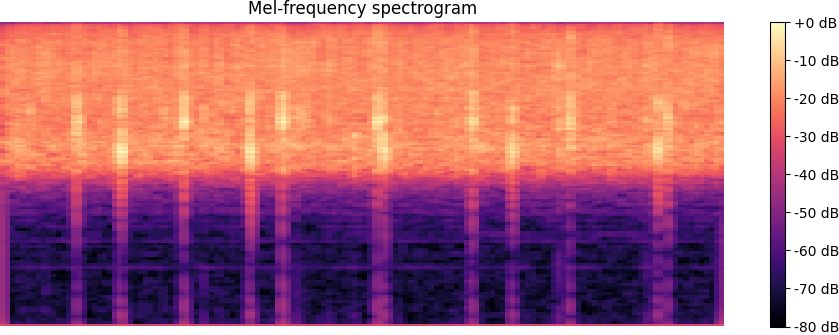 Mel-frequency spectrogram
+0 dB
-10 dB
-20 dB
-30 dB
-40 dB
-50 dB
-60 dB
-70 dB
-80 dB